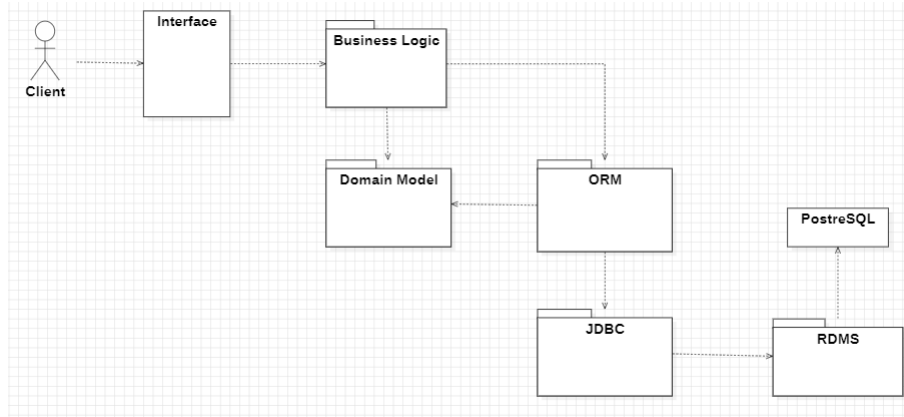 Interface
Business Logic
Client
Domain Model
ORM
PostreSQL
JDBC
RDMS